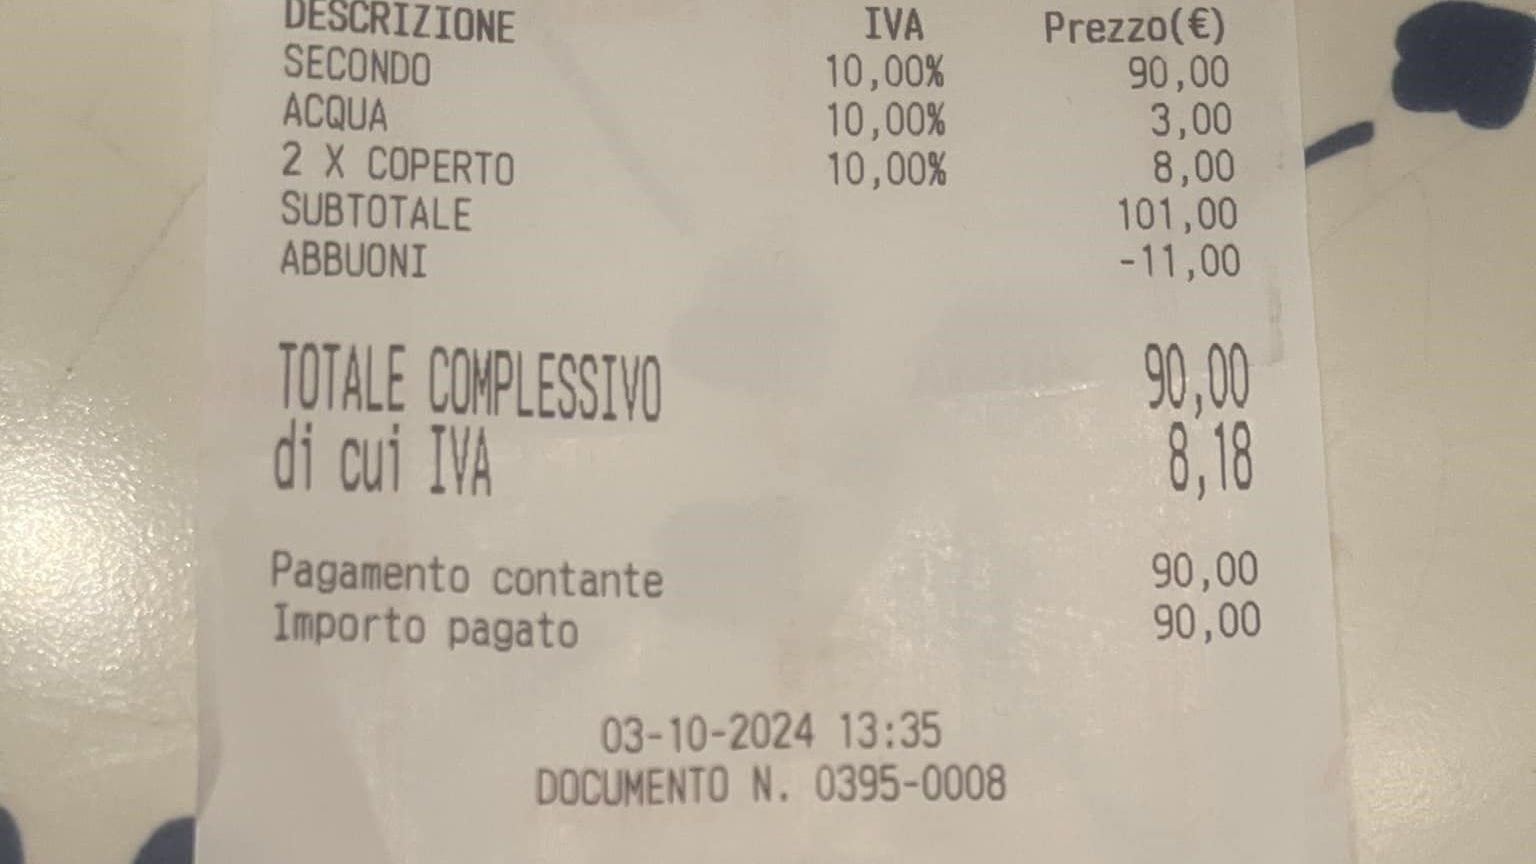 DESCRIZIONE IVA Prezzo(€)
SECONDO 10,00% 90,00
ACQUA 10,00% 3,00
2 X COPERTO 10,00% 8,00
SUBTOTALE 101,00
ABBUONI -11,00
TOTALE COMPLESSIVO 90,00
di cui IVA 8,18
Pagamento contante 90,00
Importo pagato 90,00
03-10-2024 13:35
DOCUMENTO N. 0395-0008